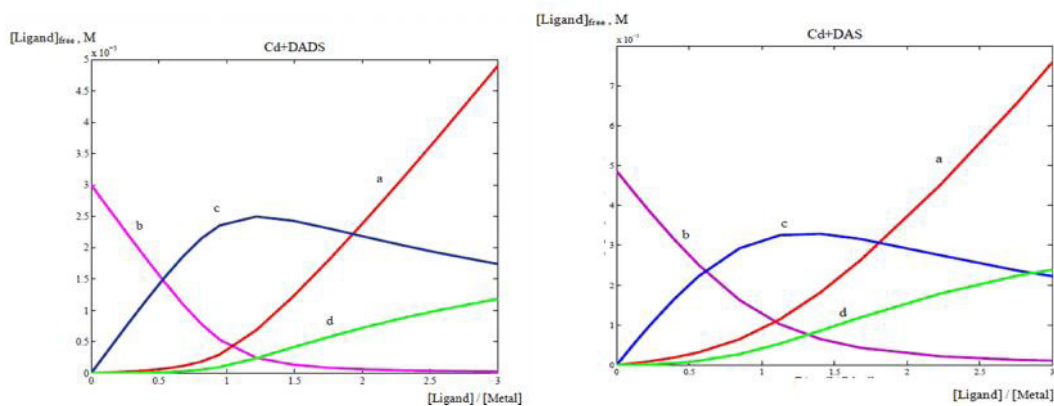 [Ligand]free , M
x 10⁻⁵
Cd+DADS
5
4.5
4
3.5
3
2.5
2
1.5
1
0.5
0
a
b
c
d
0 0.5 1 1.5 2 2.5 3
[Ligand] / [Metal]
[Ligand]free , M
Cd+DAS
7
6
5
4
3
1
0
a
b
c
d
0 0.5 1 1.5 2 2.5 3
[Ligand] / [Metal]